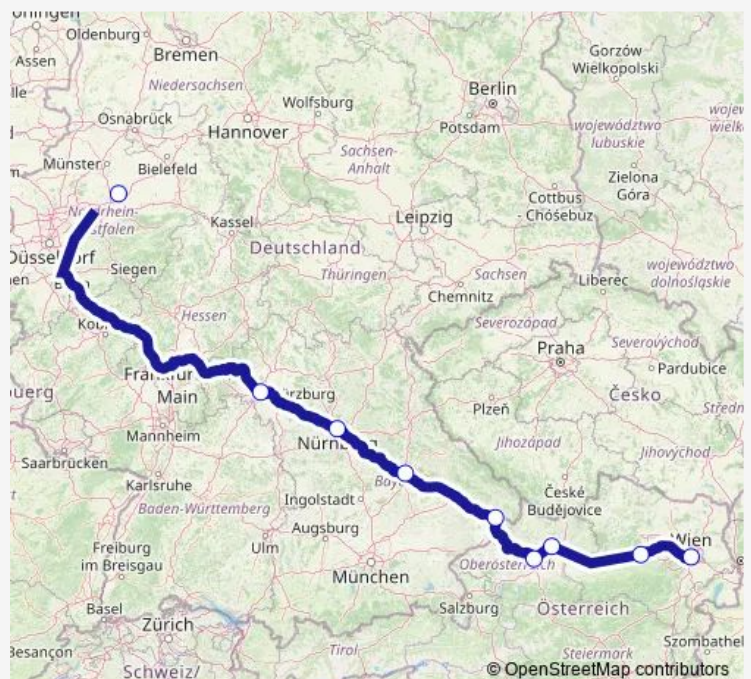 Oldenburg
Bremen
Assen
Niedersachsen
Gorzów
Wielkopolski
Berlin
Wolfsburg
Osnabrück
Hannover
Potsdam
województwo
lubuskie
Münster
Bielefeld
Sachsen-
Anhalt
Zielona
Góra
Cottbus
Chóśebuz
Kassel
Leipzig
Deutschland
Siegen
Thüringen
Sachsen
Liberec
województwo
dolnośląskie
Chemnitz
Hessen
Severozápad
Severovýchod
Praha
Pardubice
Main
Plzeň
Česko
Mannheim
Jihozápad
Jihovýchod
Saarbrücken
Karlsruhe
Ingolstadt
České
Budějovice
Baden-Württemberg
Augsburg
Wien
Freiburg
im Breisgau
Ulm
München
Oberösterreich
Basel
Salzburg
Österreich
Zürich
Szombathel
Besançon
Tirol
Steiermark
Schweiz/
© OpenStreetMap contributors